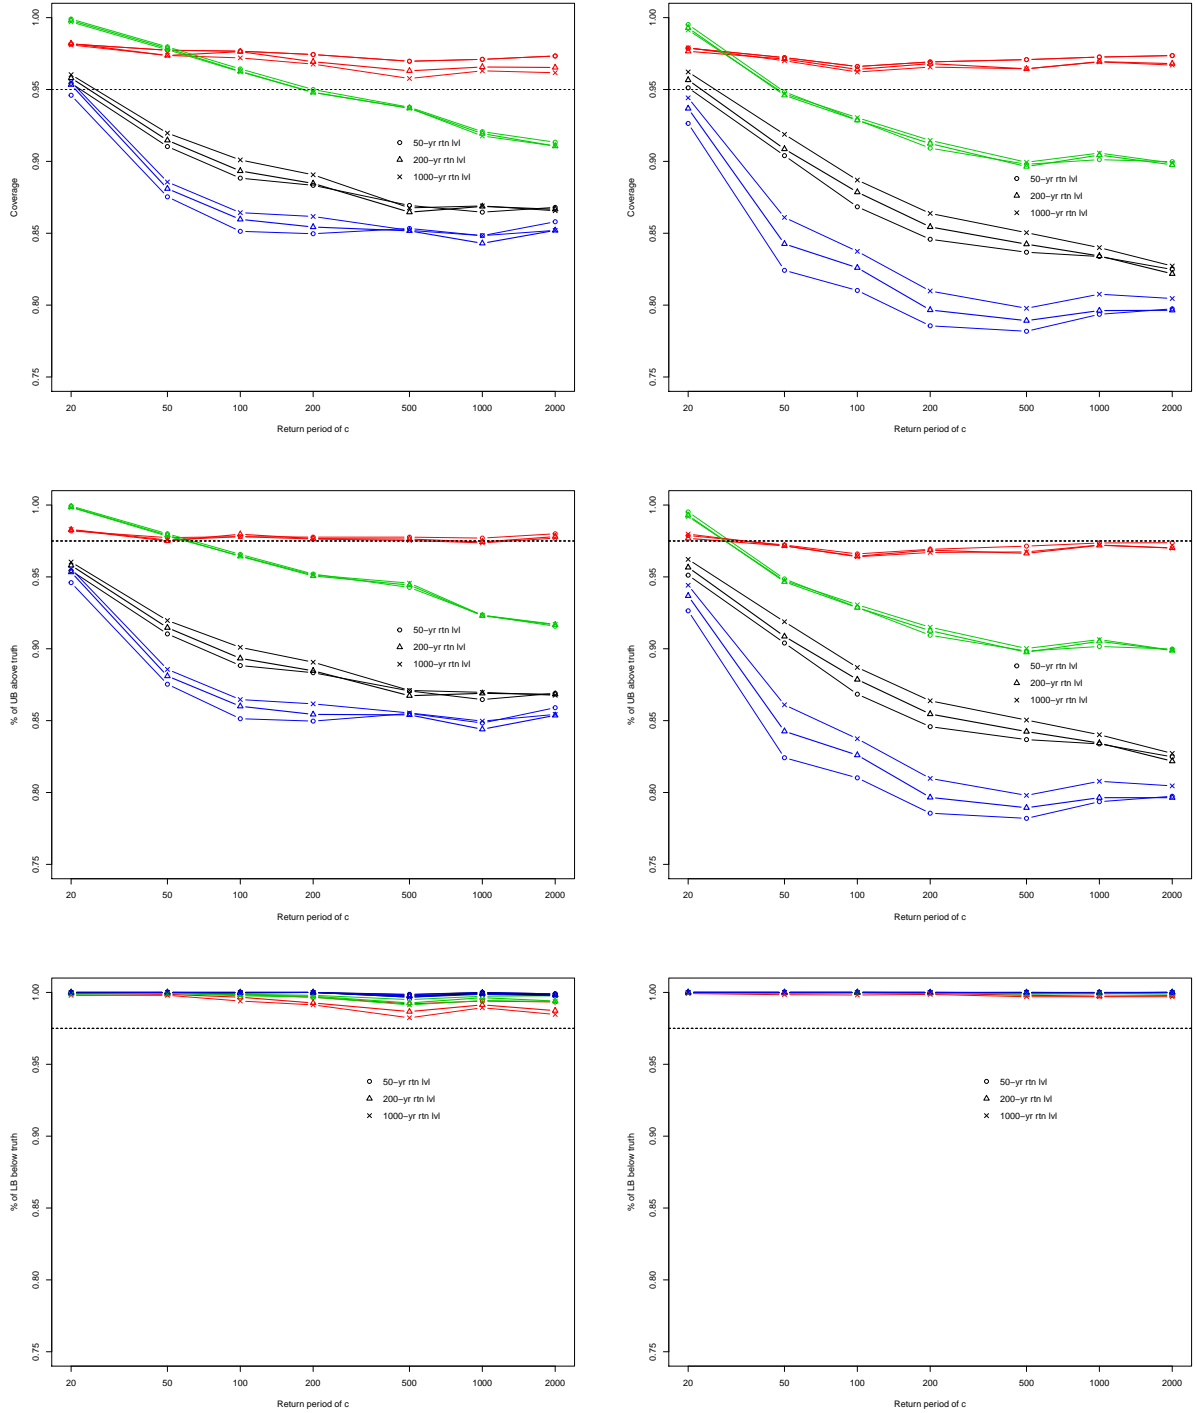 Coverage
1.00
0.95
0.90
0.85
0.80
0.75
50−yr rtn lvl
200−yr rtn lvl
1000−yr rtn lvl
20 50 100 200 500 1000 2000
Return period of c
Coverage
1.00
0.95
0.90
0.85
0.80
0.75
50−yr rtn lvl
200−yr rtn lvl
1000−yr rtn lvl
20 50 100 200 500 1000 2000
Return period of c
% of UB above truth
1.00
0.95
0.90
0.85
0.80
0.75
50−yr rtn lvl
200−yr rtn lvl
1000−yr rtn lvl
20 50 100 200 500 1000 2000
Return period of c
% of UB above truth
1.00
0.95
0.90
0.85
0.80
0.75
50−yr rtn lvl
200−yr rtn lvl
1000−yr rtn lvl
20 50 100 200 500 1000 2000
Return period of c
% of LB below truth
1.00
0.95
0.90
0.85
0.80
0.75
50−yr rtn lvl
200−yr rtn lvl
1000−yr rtn lvl
20 50 100 200 500 1000 2000
Return period of c
% of LB below truth
1.00
0.95
0.90
0.85
0.80
0.75
50−yr rtn lvl
200−yr rtn lvl
1000−yr rtn lvl
20 50 100 200 500 1000 2000
Return period of c